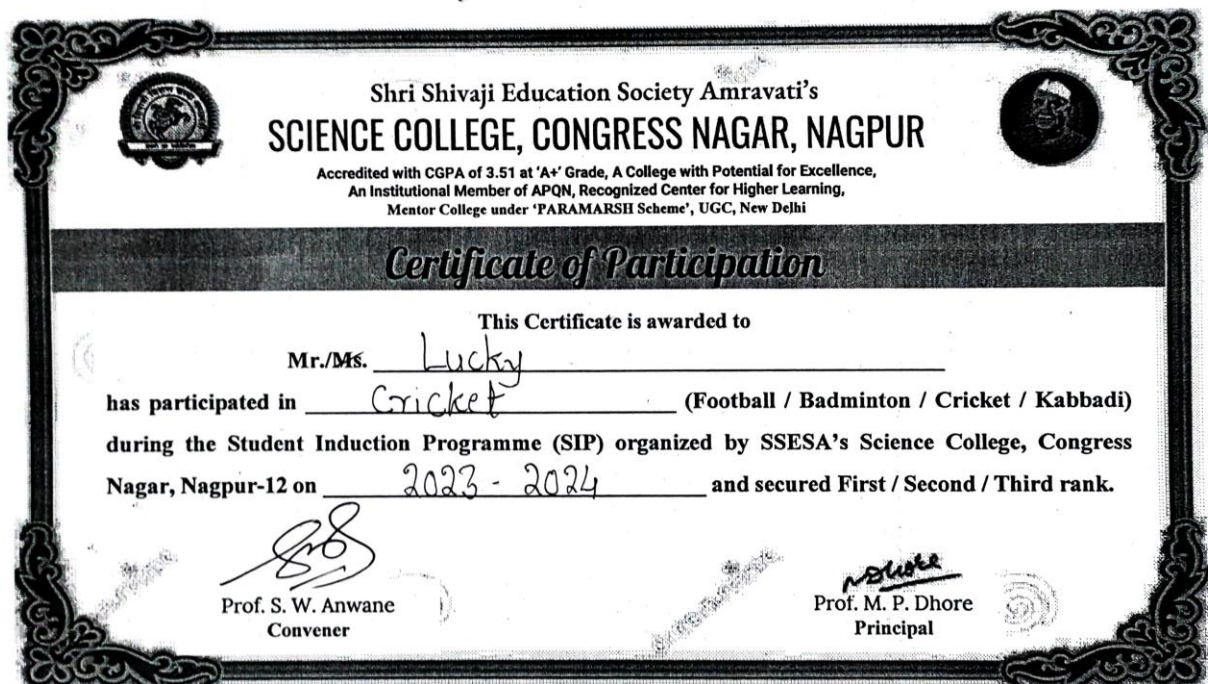 Shri Shivaji Education Society Amravati's
SCIENCE COLLEGE, CONGRESS NAGAR, NAGPUR
Accredited with CGPA of 3.51 at 'A+' Grade, A College with Potential for Excellence,
An Institutional Member of APQN, Recognized Center for Higher Learning,
Mentor College under 'PARAMARSH Scheme', UGC, New Delhi
Certificate of Participation
This Certificate is awarded to
Mr./Ms. Lucky
has participated in Cricket (Football / Badminton / Cricket / Kabbadi)
during the Student Induction Programme (SIP) organized by SSESA's Science College, Congress
Nagar, Nagpur-12 on 2023 - 2024 and secured First / Second / Third rank.
Prof. S. W. Anwane
Convener
Prof. M. P. Dhore
Principal